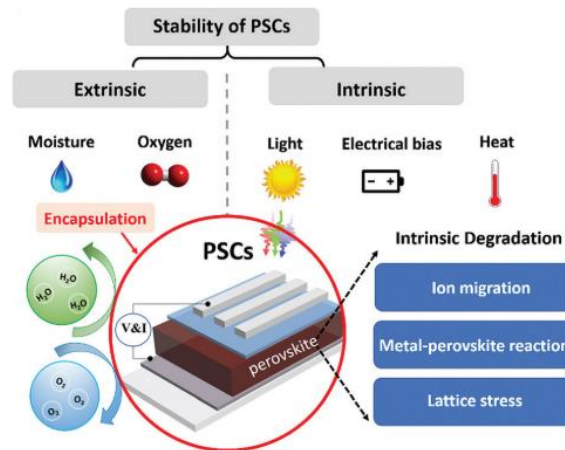 Stability of PSCs
Extrinsic
Intrinsic
Moisture
Oxygen
Light
Electrical bias
Heat
Encapsulation
PSCs
Intrinsic Degradation
H₂O
H₂O
H₂O
V&I
perovskite
Ion migration
Metal-perovskite reaction
Lattice stress
O₂
O₂
O₂